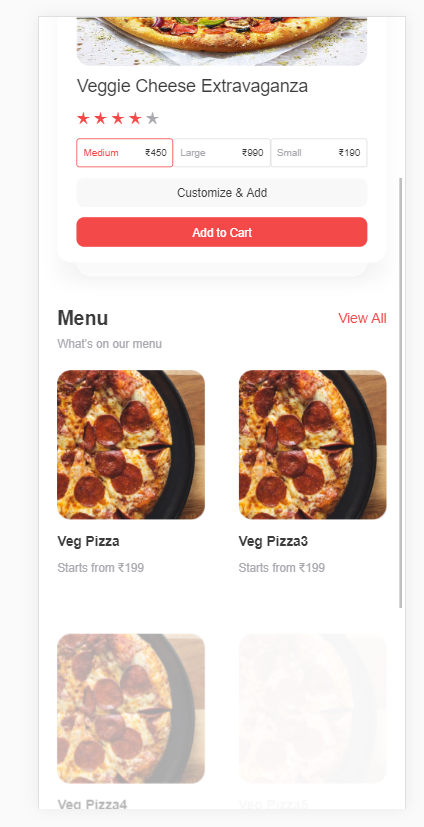 Veggie Cheese Extravaganza
Medium ₹450 Large ₹990 Small ₹190
Customize & Add
Add to Cart
Menu View All
What's on our menu
Veg Pizza Veg Pizza3
Starts from ₹199 Starts from ₹199
Veg Pizza4 Veg Pizza5